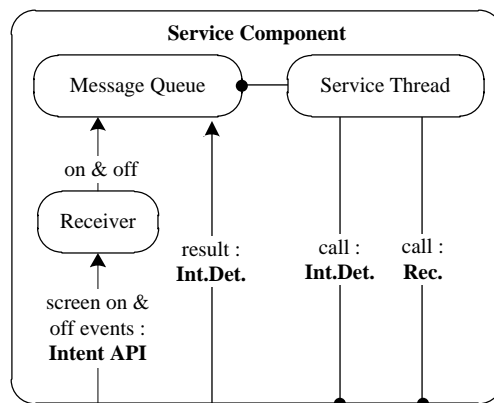 Service Component
Message Queue
Service Thread
on & off
Receiver
result :
Int.Det.
call :
Int.Det.
call :
Rec.
screen on &
off events :
Intent API